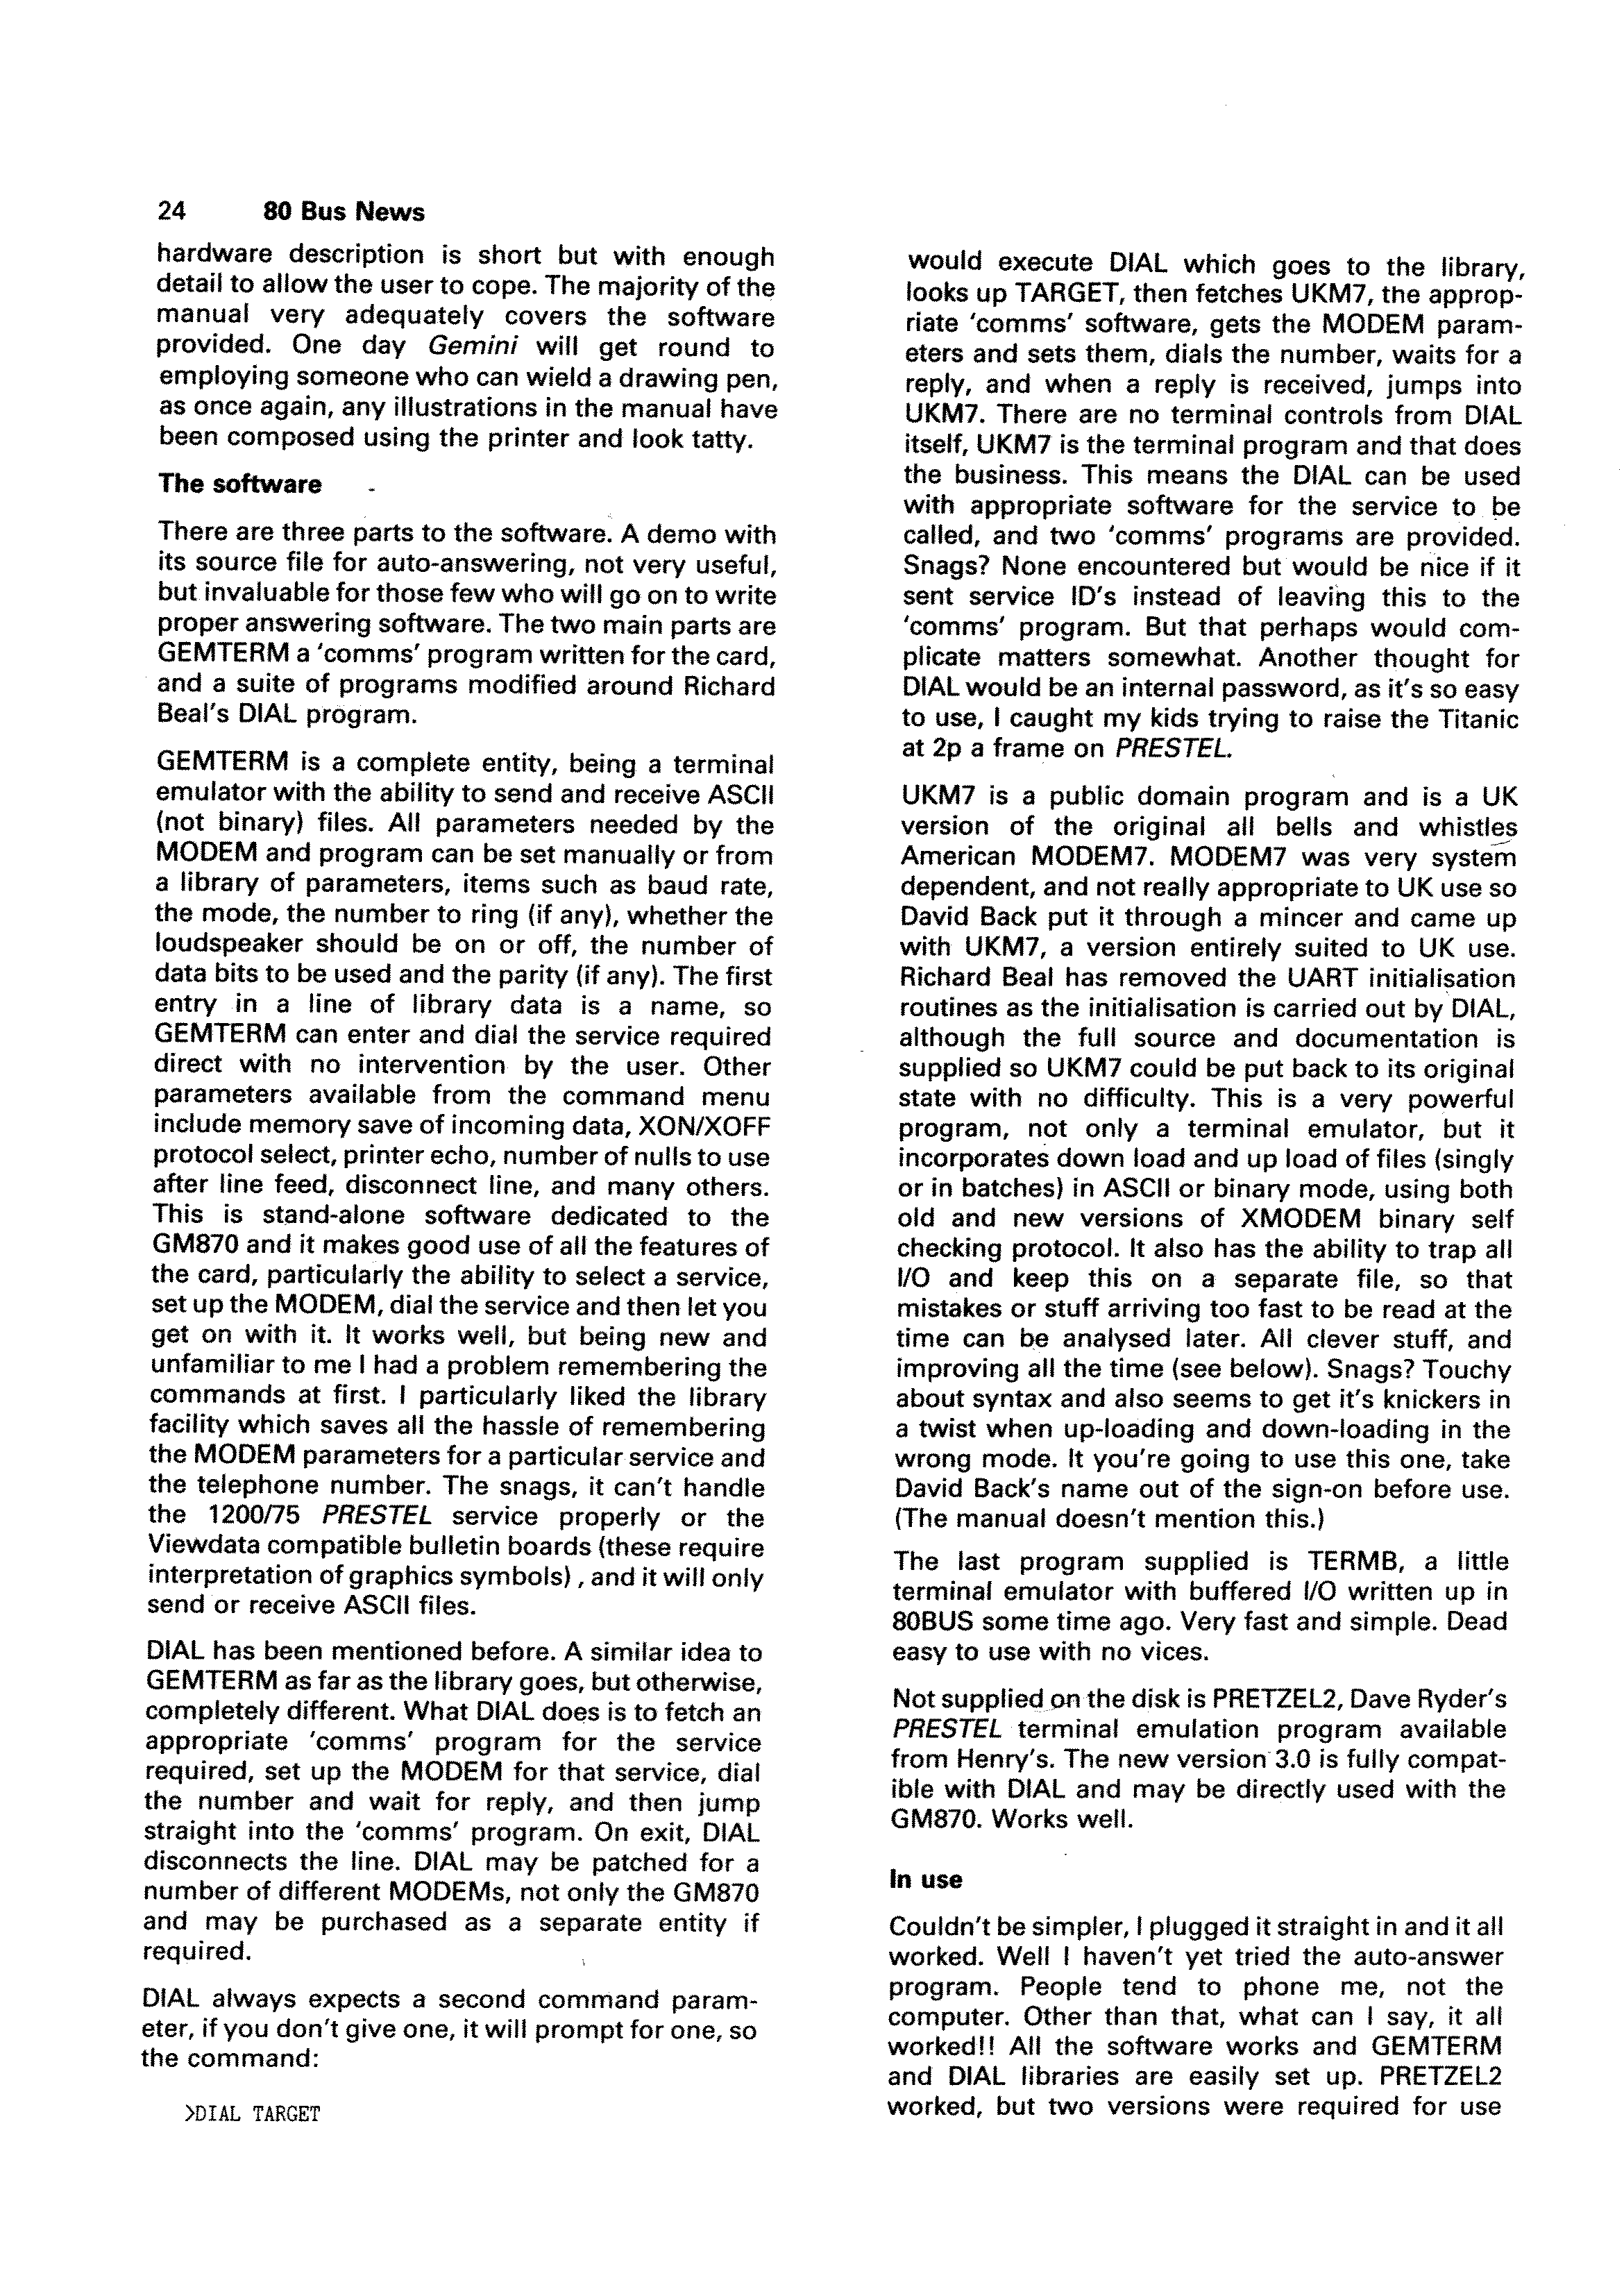 24 80 Bus News
hardware description is short but with enough
detail to allow the user to cope. The majority of the
manual very adequately covers the software
provided. One day Gemini will get round to
employing someone who can wield a drawing pen,
as once again, any illustrations in the manual have
been composed using the printer and look tatty.
The software
There are three parts to the software. A demo with
its source file for auto-answering, not very useful,
but invaluable for those few who will go on to write
proper answering software. The two main parts are
GEMTERM a 'comms' program written for the card,
and a suite of programs modified around Richard
Beal's DIAL program.
GEMTERM is a complete entity, being a terminal
emulator with the ability to send and receive ASCII
(not binary) files. All parameters needed by the
MODEM and program can be set manually or from
a library of parameters, items such as baud rate,
the mode, the number to ring (if any), whether the
loudspeaker should be on or off, the number of
data bits to be used and the parity (if any). The first
entry in a line of library data is a name, so
GEMTERM can enter and dial the service required
direct with no intervention by the user. Other
parameters available from the command menu
include memory save of incoming data, XON/XOFF
protocol select, printer echo, number of nulls to use
after line feed, disconnect line, and many others.
This is stand-alone software dedicated to the
GM870 and it makes good use of all the features of
the card, particularly the ability to select a service,
set up the MODEM, dial the service and then let you
get on with it. It works well, but being new and
unfamiliar to me I had a problem remembering the
commands at first. I particularly liked the library
facility which saves all the hassle of remembering
the MODEM parameters for a particular service and
the telephone number. The snags, it can't handle
the 1200/75 PRESTEL service properly or the
Viewdata compatible bulletin boards (these require
interpretation of graphics symbols) , and it will only
send or receive ASCII files.
DIAL has been mentioned before. A similar idea to
GEMTERM as far as the library goes, but otherwise,
completely different. What DIAL does is to fetch an
appropriate 'comms' program for the service
required, set up the MODEM for that service, dial
the number and wait for reply, and then jump
straight into the 'comms' program. On exit, DIAL
disconnects the line. DIAL may be patched for a
number of different MODEMs, not only the GM870
and may be purchased as a separate entity if
required.
DIAL always expects a second command param-
eter, if you don't give one, it will prompt for one, so
the command:
>DIAL TARGET
would execute DIAL which goes to the library,
looks up TARGET, then fetches UKM7, the approp-
riate 'comms' software, gets the MODEM param-
eters and sets them, dials the number, waits for a
reply, and when a reply is received, jumps into
UKM7. There are no terminal controls from DIAL
itself, UKM7 is the terminal program and that does
the business. This means the DIAL can be used
with appropriate software for the service to be
called, and two 'comms' programs are provided.
Snags? None encountered but would be nice if it
sent service ID's instead of leaving this to the
'comms' program. But that perhaps would com-
plicate matters somewhat. Another thought for
DIAL would be an internal password, as it's so easy
to use, I caught my kids trying to raise the Titanic
at 2p a frame on PRESTEL.
UKM7 is a public domain program and is a UK
version of the original all bells and whistles
American MODEM7. MODEM7 was very system
dependent, and not really appropriate to UK use so
David Back put it through a mincer and came up
with UKM7, a version entirely suited to UK use.
Richard Beal has removed the UART initialisation
routines as the initialisation is carried out by DIAL,
although the full source and documentation is
supplied so UKM7 could be put back to its original
state with no difficulty. This is a very powerful
program, not only a terminal emulator, but it
incorporates down load and up load of files (singly
or in batches) in ASCII or binary mode, using both
old and new versions of XMODEM binary self
checking protocol. It also has the ability to trap all
I/O and keep this on a separate file, so that
mistakes or stuff arriving too fast to be read at the
time can be analysed later. All clever stuff, and
improving all the time (see below). Snags? Touchy
about syntax and also seems to get it's knickers in
a twist when up-loading and down-loading in the
wrong mode. It you're going to use this one, take
David Back's name out of the sign-on before use.
(The manual doesn't mention this.)
The last program supplied is TERMB, a little
terminal emulator with buffered I/O written up in
80BUS some time ago. Very fast and simple. Dead
easy to use with no vices.
Not supplied on the disk is PRETZEL2, Dave Ryder's
PRESTEL terminal emulation program available
from Henry's. The new version 3.0 is fully compat-
ible with DIAL and may be directly used with the
GM870. Works well.
In use
Couldn't be simpler, I plugged it straight in and it all
worked. Well I haven't yet tried the auto-answer
program. People tend to phone me, not the
computer. Other than that, what can I say, it all
worked!! All the software works and GEMTERM
and DIAL libraries are easily set up. PRETZEL2
worked, but two versions were required for use